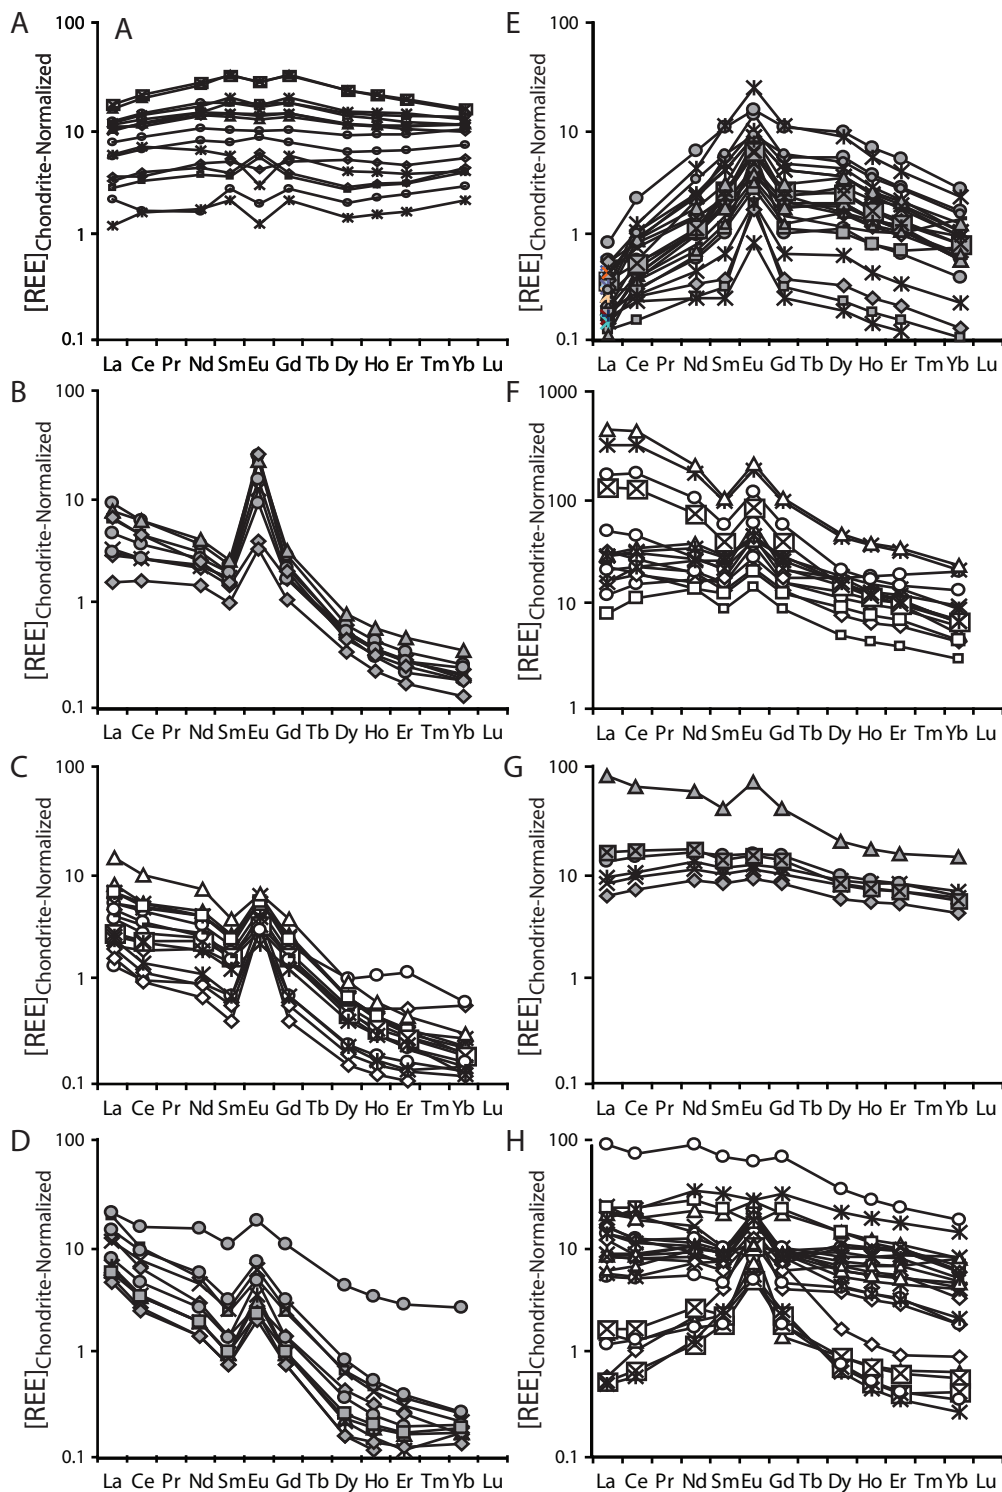 A
A
100
10
1
0.1
[REE]Chondrite-Normalized
La Ce Pr Nd Sm Eu Gd Tb Dy Ho Er Tm Yb Lu
B
100
10
1
0.1
[REE]Chondrite-Normalized
La Ce Pr Nd Sm Eu Gd Tb Dy Ho Er Tm Yb Lu
C
100
10
1
0.1
[REE]Chondrite-Normalized
La Ce Pr Nd Sm Eu Gd Tb Dy Ho Er Tm Yb Lu
D
100
10
1
0.1
[REE]Chondrite-Normalized
La Ce Pr Nd Sm Eu Gd Tb Dy Ho Er Tm Yb Lu
E
100
10
1
0.1
[REE]Chondrite-Normalized
La Ce Pr Nd Sm Eu Gd Tb Dy Ho Er Tm Yb Lu
F
1000
100
10
1
[REE]Chondrite-Normalized
La Ce Pr Nd Sm Eu Gd Tb Dy Ho Er Tm Yb Lu
G
100
10
1
0.1
[REE]Chondrite-Normalized
La Ce Pr Nd Sm Eu Gd Tb Dy Ho Er Tm Yb Lu
H
100
10
1
0.1
[REE]Chondrite-Normalized
La Ce Pr Nd Sm Eu Gd Tb Dy Ho Er Tm Yb Lu